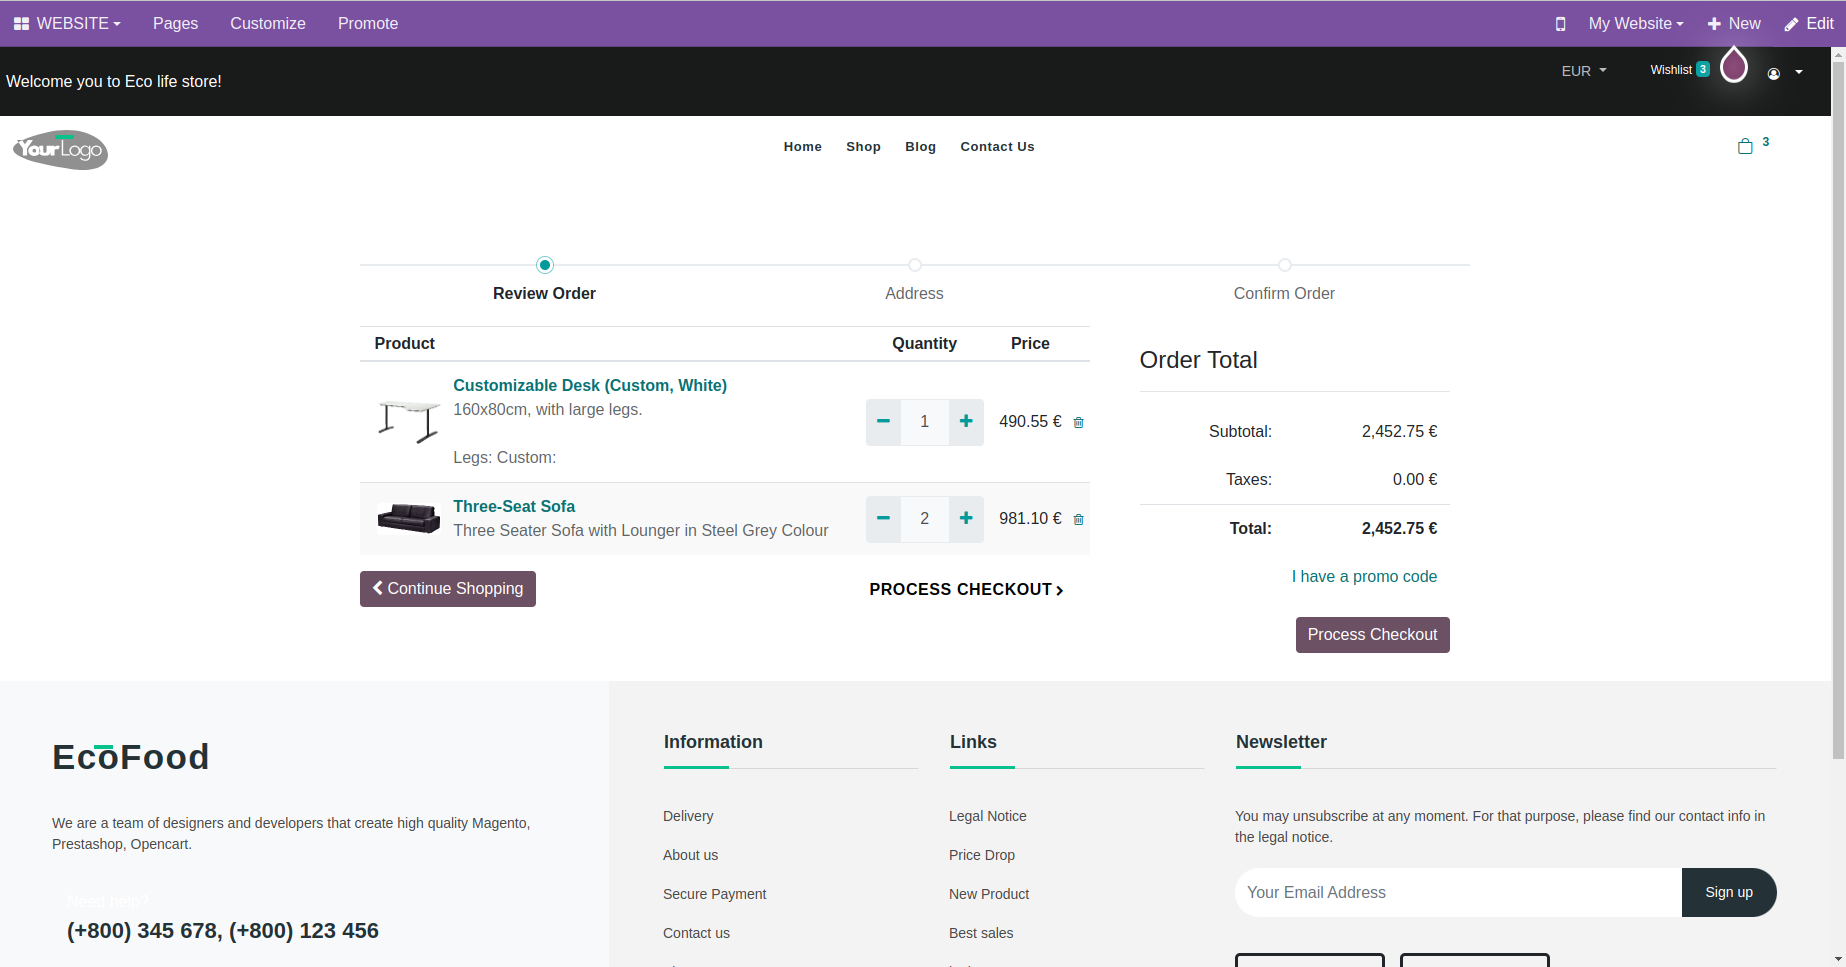 WEBSITE Pages Customize Promote My Website New Edit
Welcome you to Eco life store! EUR Wishlist 3
YourLogo Home Shop Blog Contact Us 3
Review Order Address Confirm Order
Product Quantity Price
Customizable Desk (Custom, White)
160x80cm, with large legs.
1 490.55 €
Legs: Custom:
Three-Seat Sofa
Three Seater Sofa with Lounger in Steel Grey Colour
2 981.10 €
Continue Shopping PROCESS CHECKOUT
Order Total
Subtotal: 2,452.75 €
Taxes: 0.00 €
Total: 2,452.75 €
I have a promo code
Process Checkout
EcoFood
We are a team of designers and developers that create high quality Magento,
Prestashop, Opencart.
Need help?
(+800) 345 678, (+800) 123 456
Information
Delivery
About us
Secure Payment
Contact us
Links
Legal Notice
Price Drop
New Product
Best sales
Newsletter
You may unsubscribe at any moment. For that purpose, please find our contact info in
the legal notice.
Your Email Address Sign up